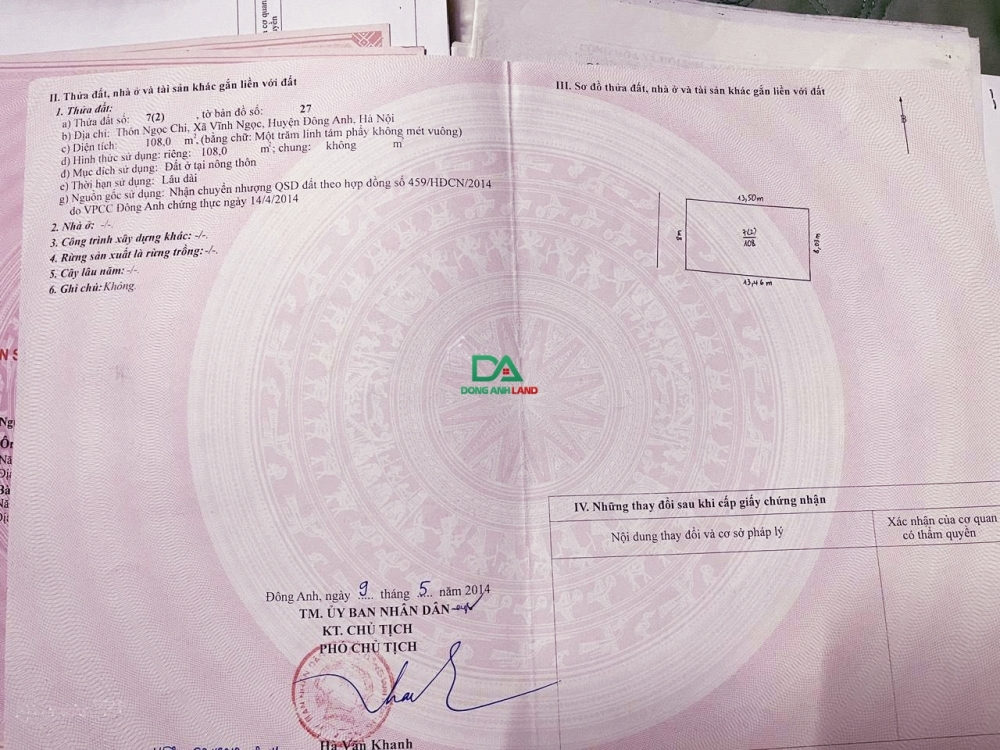 II. Thửa đất, nhà ở và tài sản khác gắn liền với đất
1. Thửa đất:
a) Thửa đất số: 7(2) , tờ bản đồ số: 27
b) Địa chỉ: Thôn Ngọc Chi, Xã Vĩnh Ngọc, Huyện Đông Anh, Hà Nội
c) Diện tích: 108,0 m², (bằng chữ: Một trăm linh tám phẩy không mét vuông)
d) Hình thức sử dụng: riêng: 108,0 m²; chung: không m²
đ) Mục đích sử dụng: Đất ở tại nông thôn
e) Thời hạn sử dụng: Lâu dài
g) Nguồn gốc sử dụng: Nhận chuyển nhượng QSD đất theo hợp đồng số 459/HĐCN/2014
do VPCC Đông Anh chứng thực ngày 14/4/2014
2. Nhà ở: -/-.
3. Công trình xây dựng khác: -/-.
4. Rừng sản xuất là rừng trồng: -/-.
5. Cây lâu năm: -/-.
6. Ghi chú: Không.
III. Sơ đồ thửa đất, nhà ở và tài sản khác gắn liền với đất
B
13,50m
7(2)
108
8,03m
13,46m
DA
DONG ANH LAND
IV. Những thay đổi sau khi cấp giấy chứng nhận
Nội dung thay đổi và cơ sở pháp lý
Xác nhận của cơ quan
có thẩm quyền
Đông Anh, ngày 9 tháng 5 năm 2014
TM. ỦY BAN NHÂN DÂN
KT. CHỦ TỊCH
PHÓ CHỦ TỊCH
Hà Văn Khanh